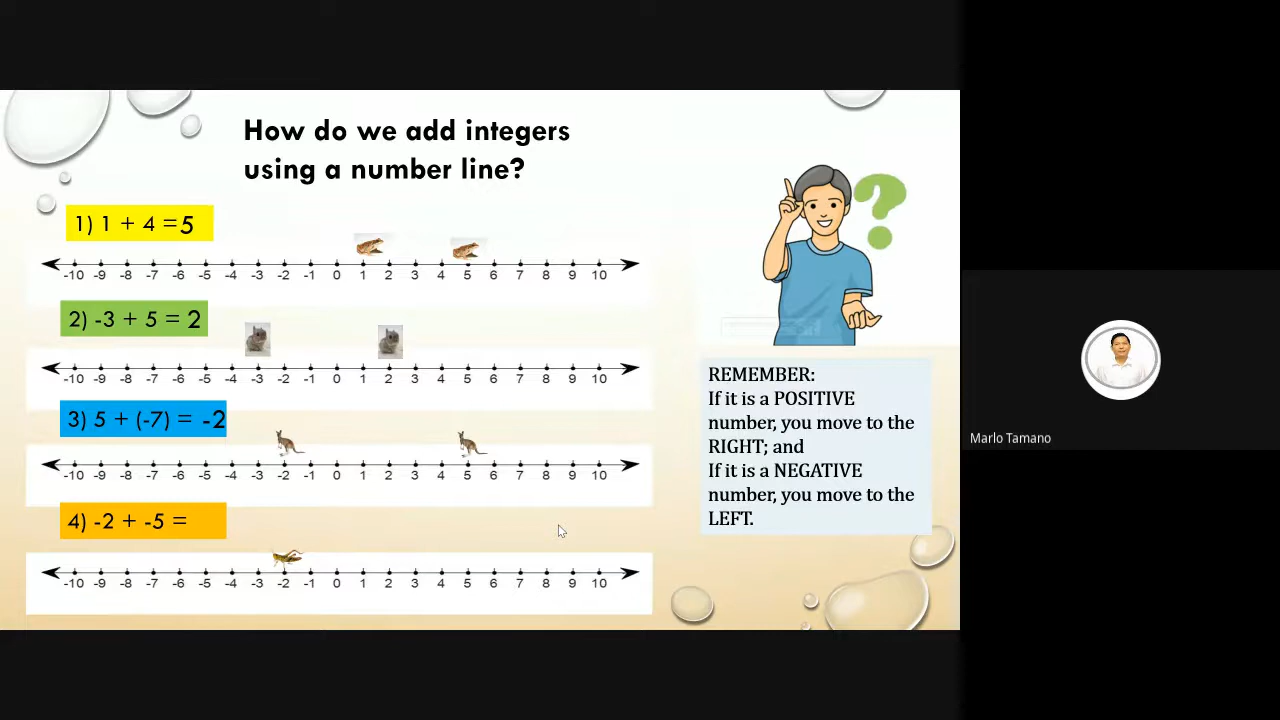 How do we add integers
using a number line?
1) 1 + 4 = 5
-10 -9 -8 -7 -6 -5 -4 -3 -2 -1 0 1 2 3 4 5 6 7 8 9 10
2) -3 + 5 = 2
-10 -9 -8 -7 -6 -5 -4 -3 -2 -1 0 1 2 3 4 5 6 7 8 9 10
3) 5 + (-7) = -2
-10 -9 -8 -7 -6 -5 -4 -3 -2 -1 0 1 2 3 4 5 6 7 8 9 10
4) -2 + -5 =
-10 -9 -8 -7 -6 -5 -4 -3 -2 -1 0 1 2 3 4 5 6 7 8 9 10
REMEMBER:
If it is a POSITIVE
number, you move to the
RIGHT; and
If it is a NEGATIVE
number, you move to the
LEFT.
Marlo Tamano